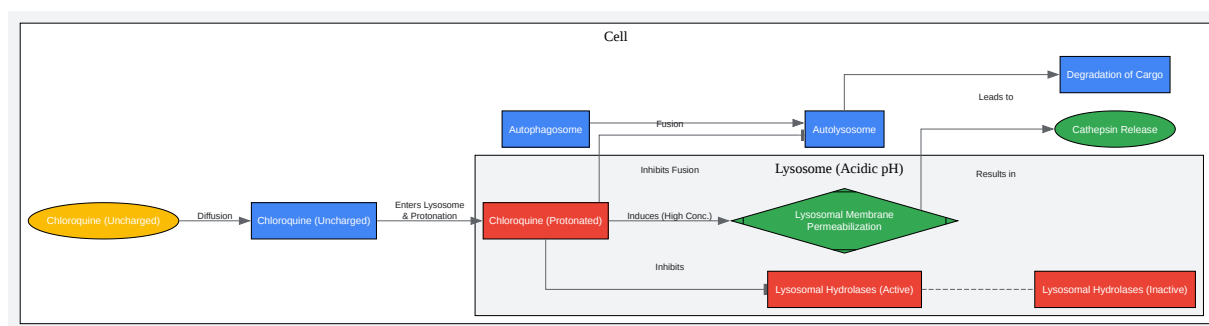 Cell
Degradation of Cargo
Leads to
Autophagosome
Fusion
Autolysosome
Cathepsin Release
Inhibits Fusion
Lysosome (Acidic pH)
Results in
Chloroquine (Uncharged)
Diffusion
Chloroquine (Uncharged)
Enters Lysosome
& Protonation
Chloroquine (Protonated)
Induces (High Conc.)
Lysosomal Membrane
Permeabilization
Inhibits
Lysosomal Hydrolases (Active)
Lysosomal Hydrolases (Inactive)